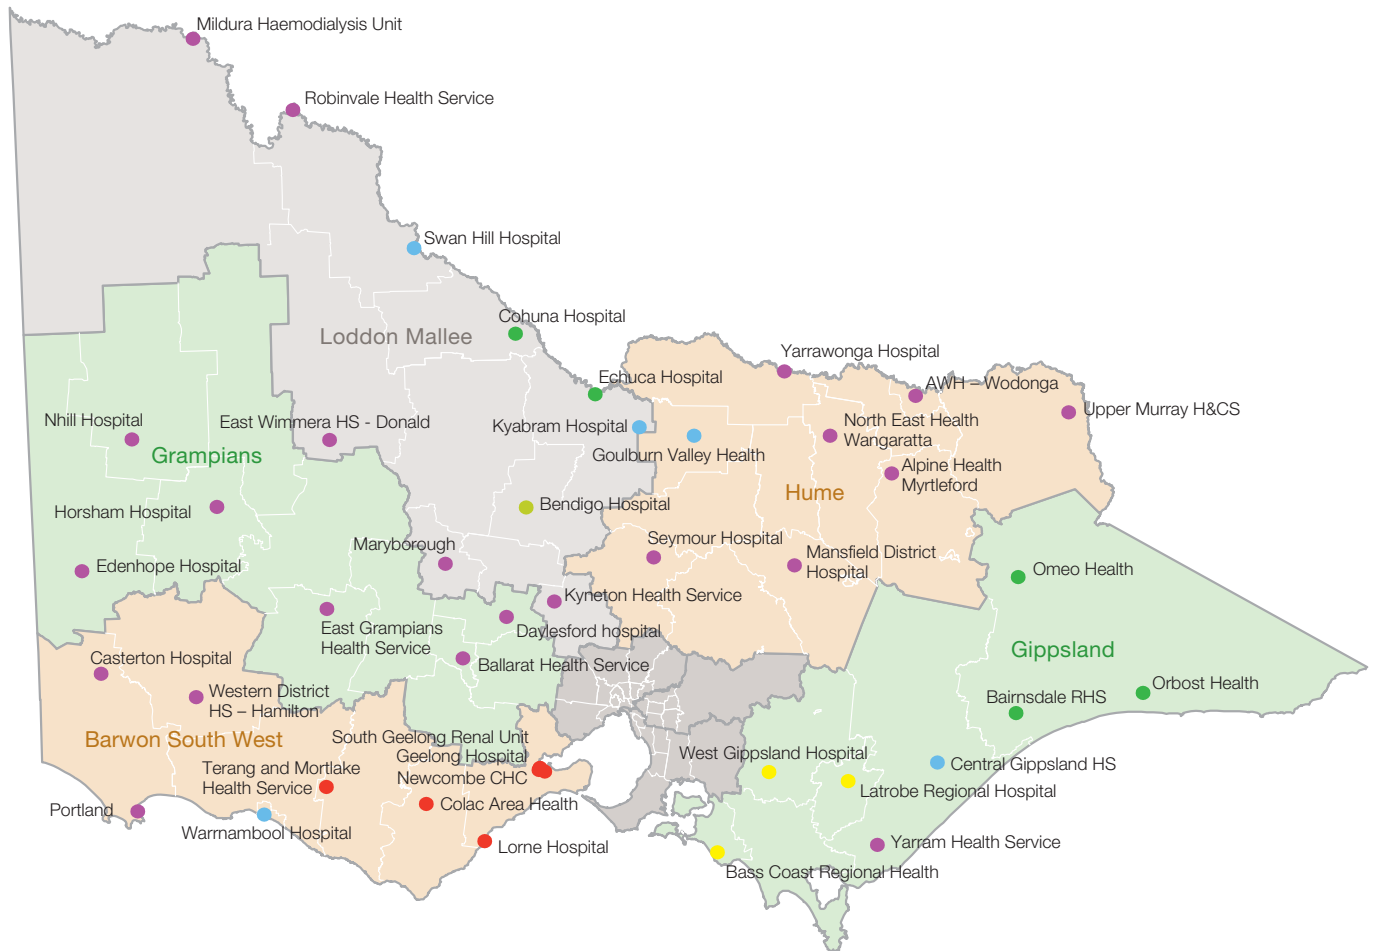 Mildura Haemodialysis Unit
Robinvale Health Service
Swan Hill Hospital
Cohuna Hospital
Loddon Mallee
Yarrawonga Hospital
Echuca Hospital
AWH – Wodonga
Upper Murray H&CS
Nhill Hospital
East Wimmera HS - Donald
Kyabram Hospital
North East Health
Wangaratta
Grampians
Goulburn Valley Health
Alpine Health
Myrtleford
Hume
Bendigo Hospital
Horsham Hospital
Seymour Hospital
Maryborough
Mansfield District
Hospital
Edenhope Hospital
Omeo Health
Kyneton Health Service
East Grampians
Health Service
Daylesford hospital
Gippsland
Casterton Hospital
Ballarat Health Service
Orbost Health
Western District
HS – Hamilton
Bairnsdale RHS
Barwon South West
South Geelong Renal Unit
Geelong Hospital
Newcombe CHC
West Gippsland Hospital
Central Gippsland HS
Terang and Mortlake
Health Service
Latrobe Regional Hospital
Colac Area Health
Portland
Warrnambool Hospital
Lorne Hospital
Yarram Health Service
Bass Coast Regional Health